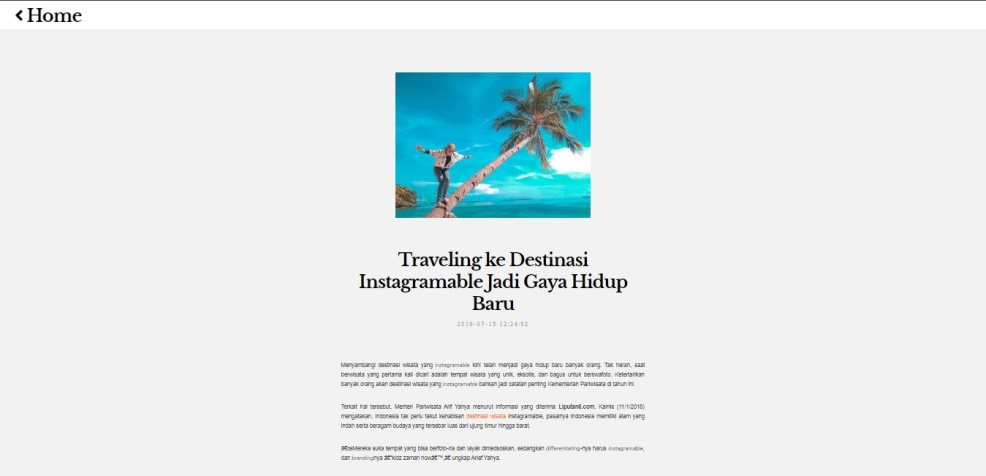 Home
Traveling ke Destinasi
Instagramable Jadi Gaya Hidup
Baru
2019-07-15 12:24:52
Menyambangi destinasi wisata yang instagramable kini telah menjadi gaya hidup baru banyak orang. Tak heran, saat
berwisata yang pertama kali dicari adalah tempat wisata yang unik, eksotis, dan bagus untuk berswafoto. Ketertarikan
banyak orang akan destinasi wisata yang instagramable bahkan jadi catatan penting Kementerian Pariwisata di tahun ini.
Terkait hal tersebut, Menteri Pariwisata Arif Yahya menurut informasi yang diterima Liputan6.com, Kamis (11/1/2018)
mengatakan, Indonesia tak perlu takut kehabisan destinasi wisata instagramable, pasalnya Indonesia memiliki alam yang
indah serta beragam budaya yang tersebar luas dari ujung timur hingga barat.
â€œMereka suka tempat yang bisa berfoto-ria dan layak dimedsoskan, sedangkan differentiating-nya harus instagramable,
dan brandingnya â€˜kidz zaman nowâ€™,â€ ungkap Arief Yahya.